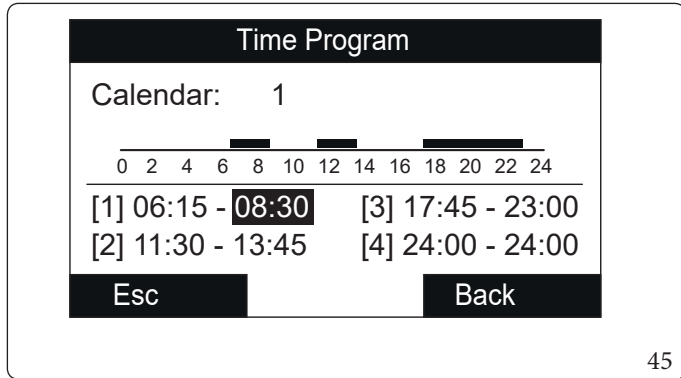 Time Program
Calendar: 1
0 2 4 6 8 10 12 14 16 18 20 22 24
[1] 06:15 - 08:30 [3] 17:45 - 23:00
[2] 11:30 - 13:45 [4] 24:00 - 24:00
Esc Back
45